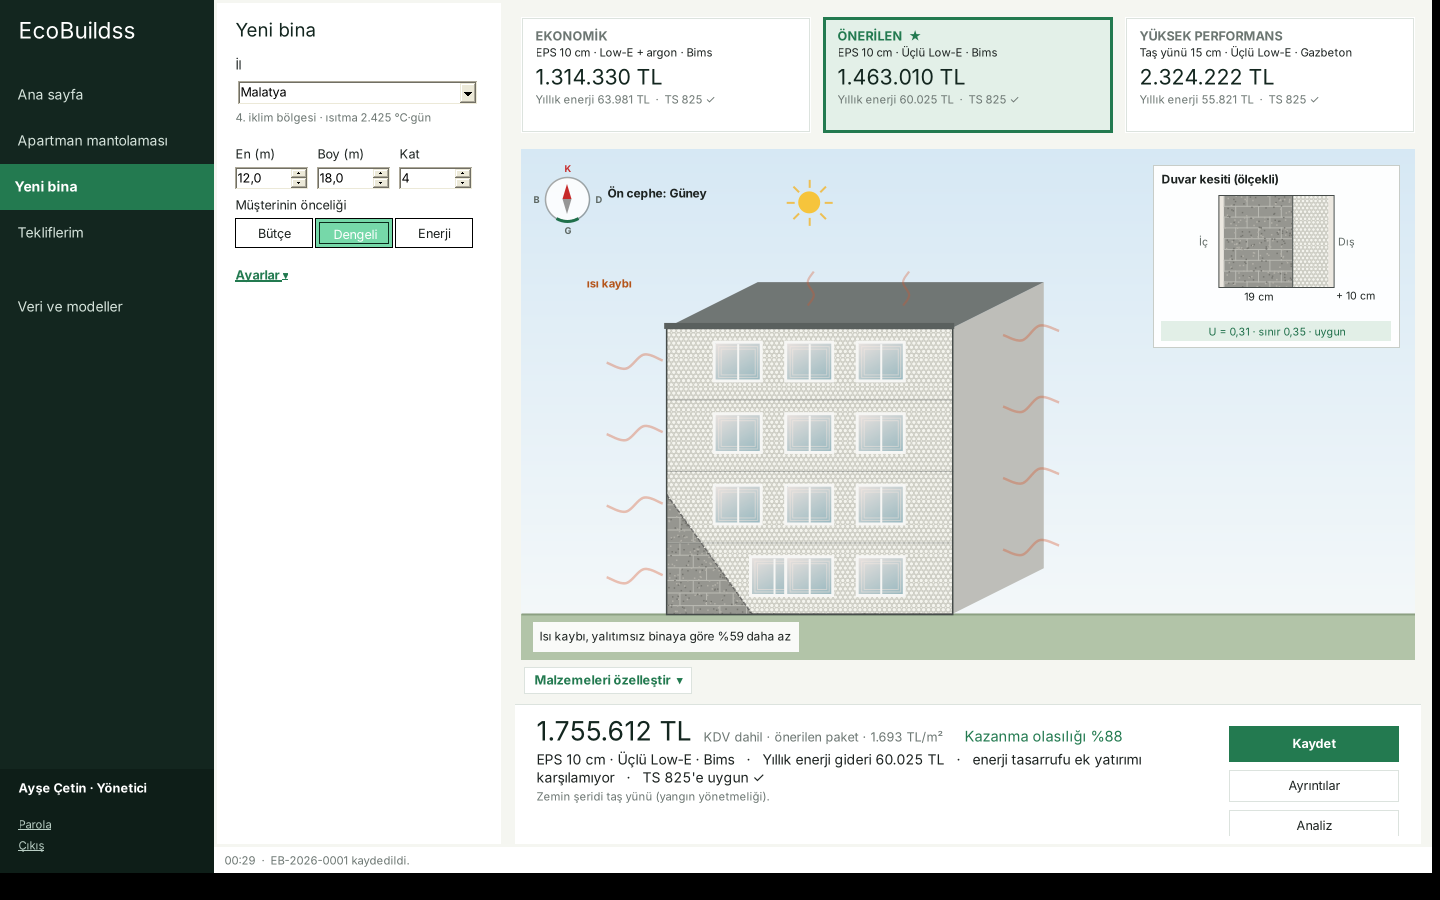 EcoBuildss
Ana sayfa
Apartman mantolaması
Yeni bina
Tekliflerim
Veri ve modeller
Ayşe Çetin · Yönetici
Parola
Çıkış
Yeni bina
İl
Malatya
4. iklim bölgesi · ısıtma 2.425 °C·gün
En (m) Boy (m) Kat
12,0 18,0 4
Müşterinin önceliği
Bütçe Dengeli Enerji
Ayarlar ▾
EKONOMİK
EPS 10 cm · Low-E + argon · Bims
1.314.330 TL
Yıllık enerji 63.981 TL · TS 825 ✓
ÖNERİLEN ★
EPS 10 cm · Üçlü Low-E · Bims
1.463.010 TL
Yıllık enerji 60.025 TL · TS 825 ✓
YÜKSEK PERFORMANS
Taş yünü 15 cm · Üçlü Low-E · Gazbeton
2.324.222 TL
Yıllık enerji 55.821 TL · TS 825 ✓
K
B D
G
Ön cephe: Güney
ısı kaybı
Duvar kesiti (ölçekli)
İç Dış
19 cm + 10 cm
U = 0,31 · sınır 0,35 · uygun
Isı kaybı, yalıtımsız binaya göre %59 daha az
Malzemeleri özelleştir ▾
1.755.612 TL KDV dahil · önerilen paket · 1.693 TL/m² Kazanma olasılığı %88
EPS 10 cm · Üçlü Low-E · Bims · Yıllık enerji gideri 60.025 TL · enerji tasarrufu ek yatırımı
karşılamıyor · TS 825'e uygun ✓
Zemin şeridi taş yünü (yangın yönetmeliği).
Kaydet
Ayrıntılar
Analiz
00:29 · EB-2026-0001 kaydedildi.